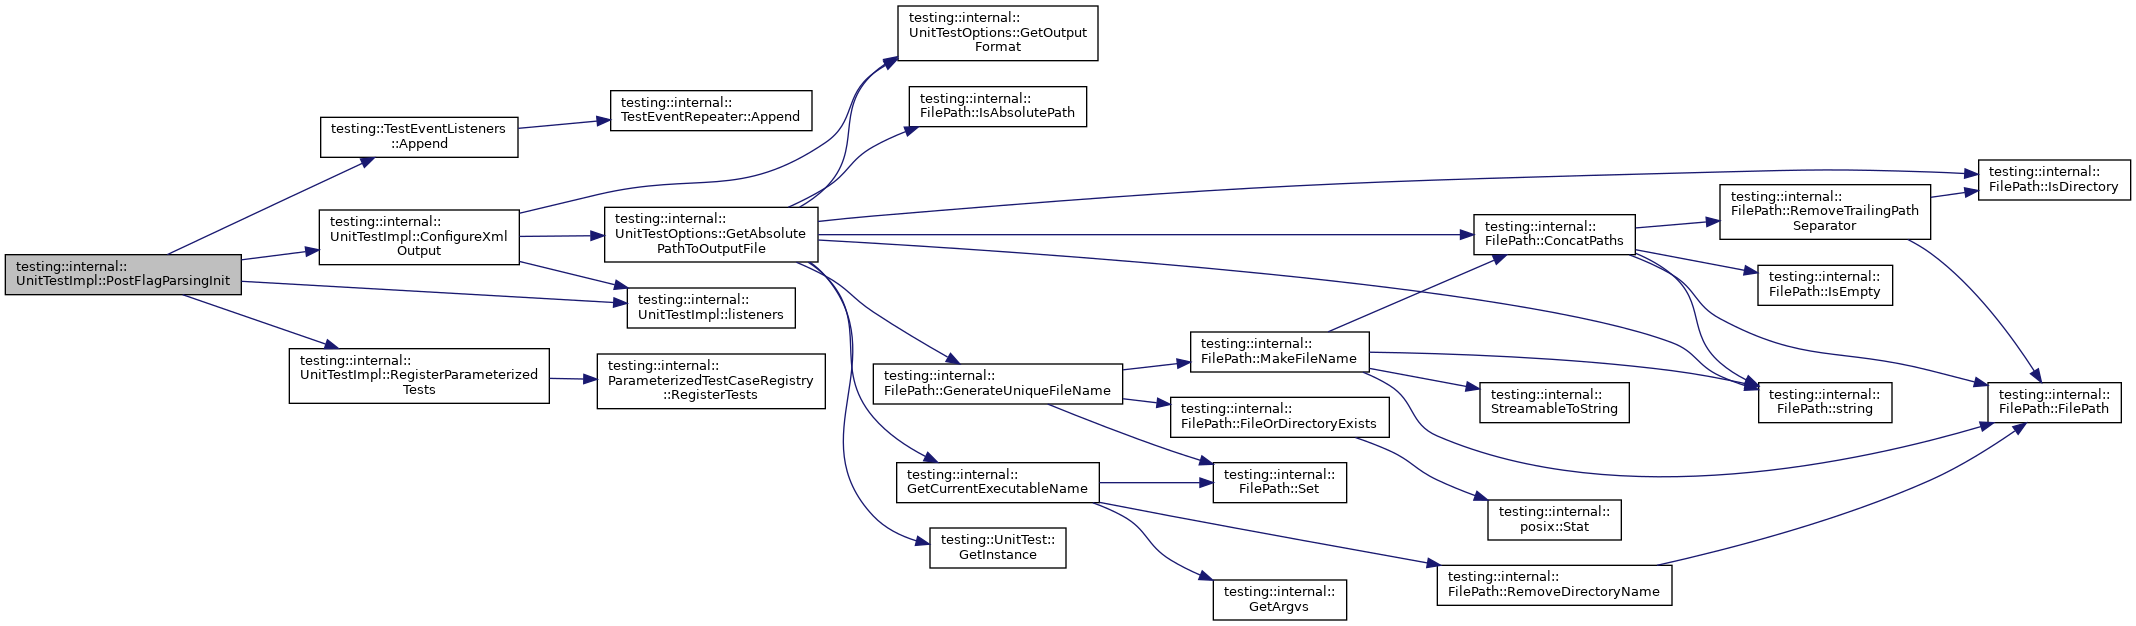 testing::internal::
UnitTestImpl::PostFlagParsingInit
testing::TestEventListeners
::Append
testing::internal::
TestEventRepeater::Append
testing::internal::
UnitTestImpl::ConfigureXml
Output
testing::internal::
UnitTestOptions::GetAbsolute
PathToOutputFile
testing::internal::
UnitTestImpl::listeners
testing::internal::
UnitTestImpl::RegisterParameterized
Tests
testing::internal::
ParameterizedTestCaseRegistry
::RegisterTests
testing::internal::
UnitTestOptions::GetOutput
Format
testing::internal::
FilePath::IsAbsolutePath
testing::internal::
FilePath::GenerateUniqueFileName
testing::internal::
GetCurrentExecutableName
testing::UnitTest::
GetInstance
testing::internal::
FilePath::MakeFileName
testing::internal::
FilePath::FileOrDirectoryExists
testing::internal::
FilePath::Set
testing::internal::
GetArgvs
testing::internal::
FilePath::ConcatPaths
testing::internal::
StreamableToString
testing::internal::
posix::Stat
testing::internal::
FilePath::RemoveDirectoryName
testing::internal::
FilePath::RemoveTrailingPath
Separator
testing::internal::
FilePath::IsEmpty
testing::internal::
FilePath::string
testing::internal::
FilePath::IsDirectory
testing::internal::
FilePath::FilePath